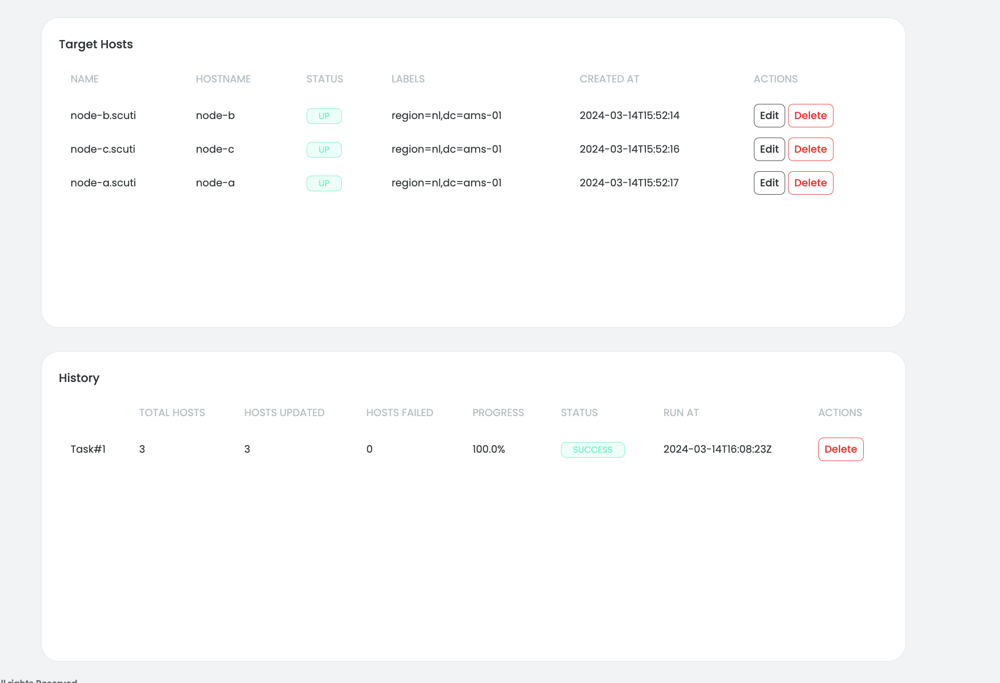 Target Hosts
NAME HOSTNAME STATUS LABELS CREATED AT ACTIONS
node-b.scuti node-b UP region=nl,dc=ams-01 2024-03-14T15:52:14 Edit Delete
node-c.scuti node-c UP region=nl,dc=ams-01 2024-03-14T15:52:16 Edit Delete
node-a.scuti node-a UP region=nl,dc=ams-01 2024-03-14T15:52:17 Edit Delete
History
TOTAL HOSTS HOSTS UPDATED HOSTS FAILED PROGRESS STATUS RUN AT ACTIONS
Task#1 3 3 0 100.0% SUCCESS 2024-03-14T16:08:23Z Delete
ll rights Reserved